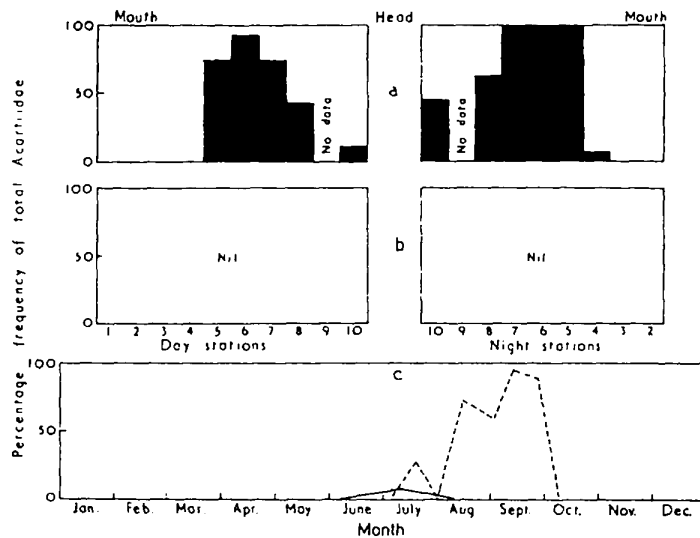 Mouth Head Mouth
100
50
0
a
No data
No data
100
50
0
b
Nil
Nil
1 2 3 4 5 6 7 8 9 10
10 9 8 7 6 5 4 3 2
Day stations
Night stations
Percentage frequency of total Acartiidae
100
50
0
c
Jan. Feb. Mar. Apr. May June July Aug Sept. Oct. Nov. Dec.
Month